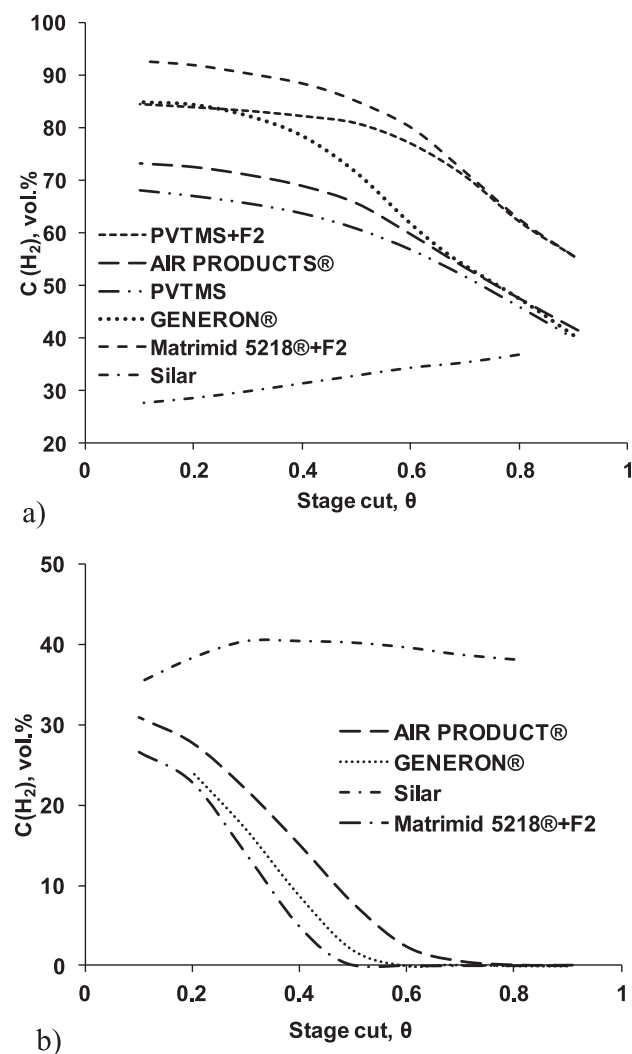 100
90
80
70
60
50
40
30
20
C (H2), vol.%
PVTMS+F2
AIR PRODUCTS®
PVTMS
GENERON®
Matrimid 5218®+F2
Silar
0 0.2 0.4 0.6 0.8 1
Stage cut, θ
a)
50
40
30
20
10
0
C(H2), vol.%
AIR PRODUCT®
GENERON®
Silar
Matrimid 5218®+F2
0 0.2 0.4 0.6 0.8 1
Stage cut, θ
b)